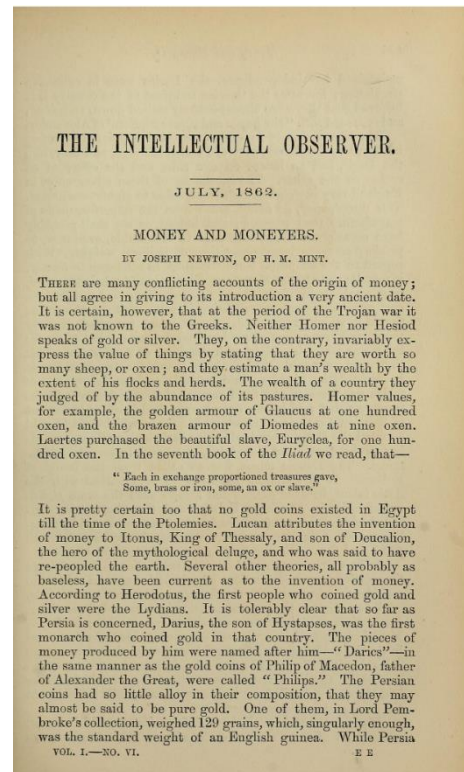 THE INTELLECTUAL OBSERVER.
JULY, 1862.
MONEY AND MONEYERS.
BY JOSEPH NEWTON, OF H. M. MINT.
THERE are many conflicting accounts of the origin of money;
but all agree in giving to its introduction a very ancient date.
It is certain, however, that at the period of the Trojan war it
was not known to the Greeks. Neither Homer nor Hesiod
speaks of gold or silver. They, on the contrary, invariably ex-
press the value of things by stating that they are worth so
many sheep, or oxen; and they estimate a man's wealth by the
extent of his flocks and herds. The wealth of a country they
judged of by the abundance of its pastures. Homer values,
for example, the golden armour of Glaucus at one hundred
oxen, and the brazen armour of Diomedes at nine oxen.
Laertes purchased the beautiful slave, Euryclea, for one hun-
dred oxen. In the seventh book of the Iliad we read, that—
“ Each in exchange proportioned treasures gave,
Some, brass or iron, some, an ox or slave.”
It is pretty certain too that no gold coins existed in Egypt
till the time of the Ptolemies. Lucan attributes the invention
of money to Itonus, King of Thessaly, and son of Deucalion,
the hero of the mythological deluge, and who was said to have
re-peopled the earth. Several other theories, all probably as
baseless, have been current as to the invention of money.
According to Herodotus, the first people who coined gold and
silver were the Lydians. It is tolerably clear that so far as
Persia is concerned, Darius, the son of Hystapses, was the first
monarch who coined gold in that country. The pieces of
money produced by him were named after him—“ Darics”—in
the same manner as the gold coins of Philip of Macedon, father
of Alexander the Great, were called “ Philips.” The Persian
coins had so little alloy in their composition, that they may
almost be said to be pure gold. One of them, in Lord Pem-
broke's collection, weighed 129 grains, which, singularly enough,
was the standard weight of an English guinea. While Persia
VOL. I.—NO. VI. E E